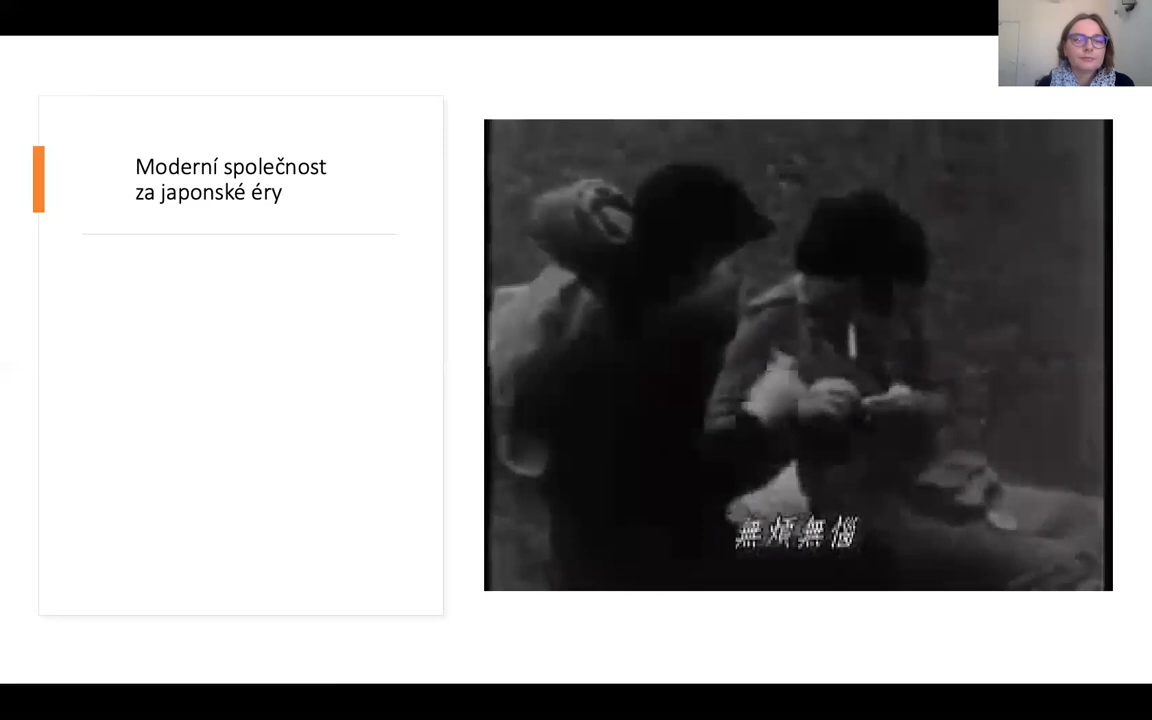 Moderní společnost
za japonské éry
無煩無惱